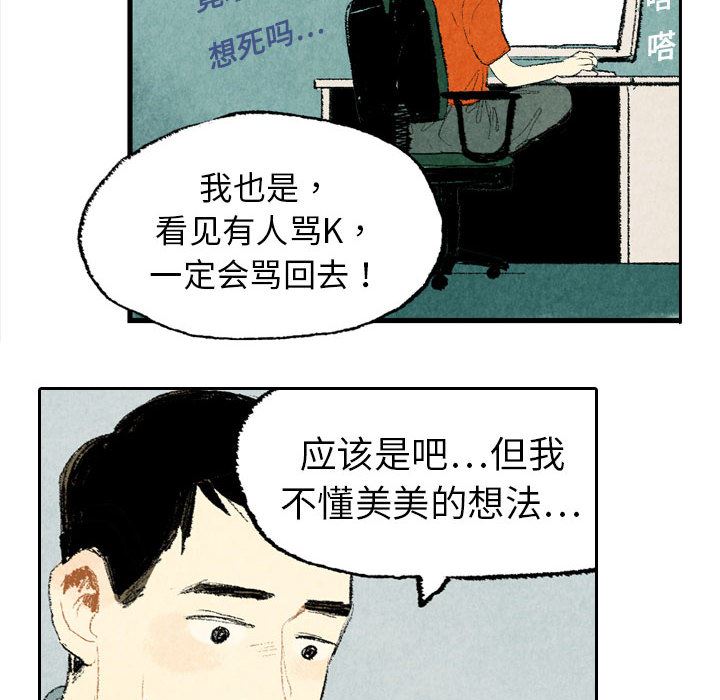 想死吗...
嗒
我也是，
看见有人骂K，
一定会骂回去！
应该是吧...但我
不懂美美的想法...